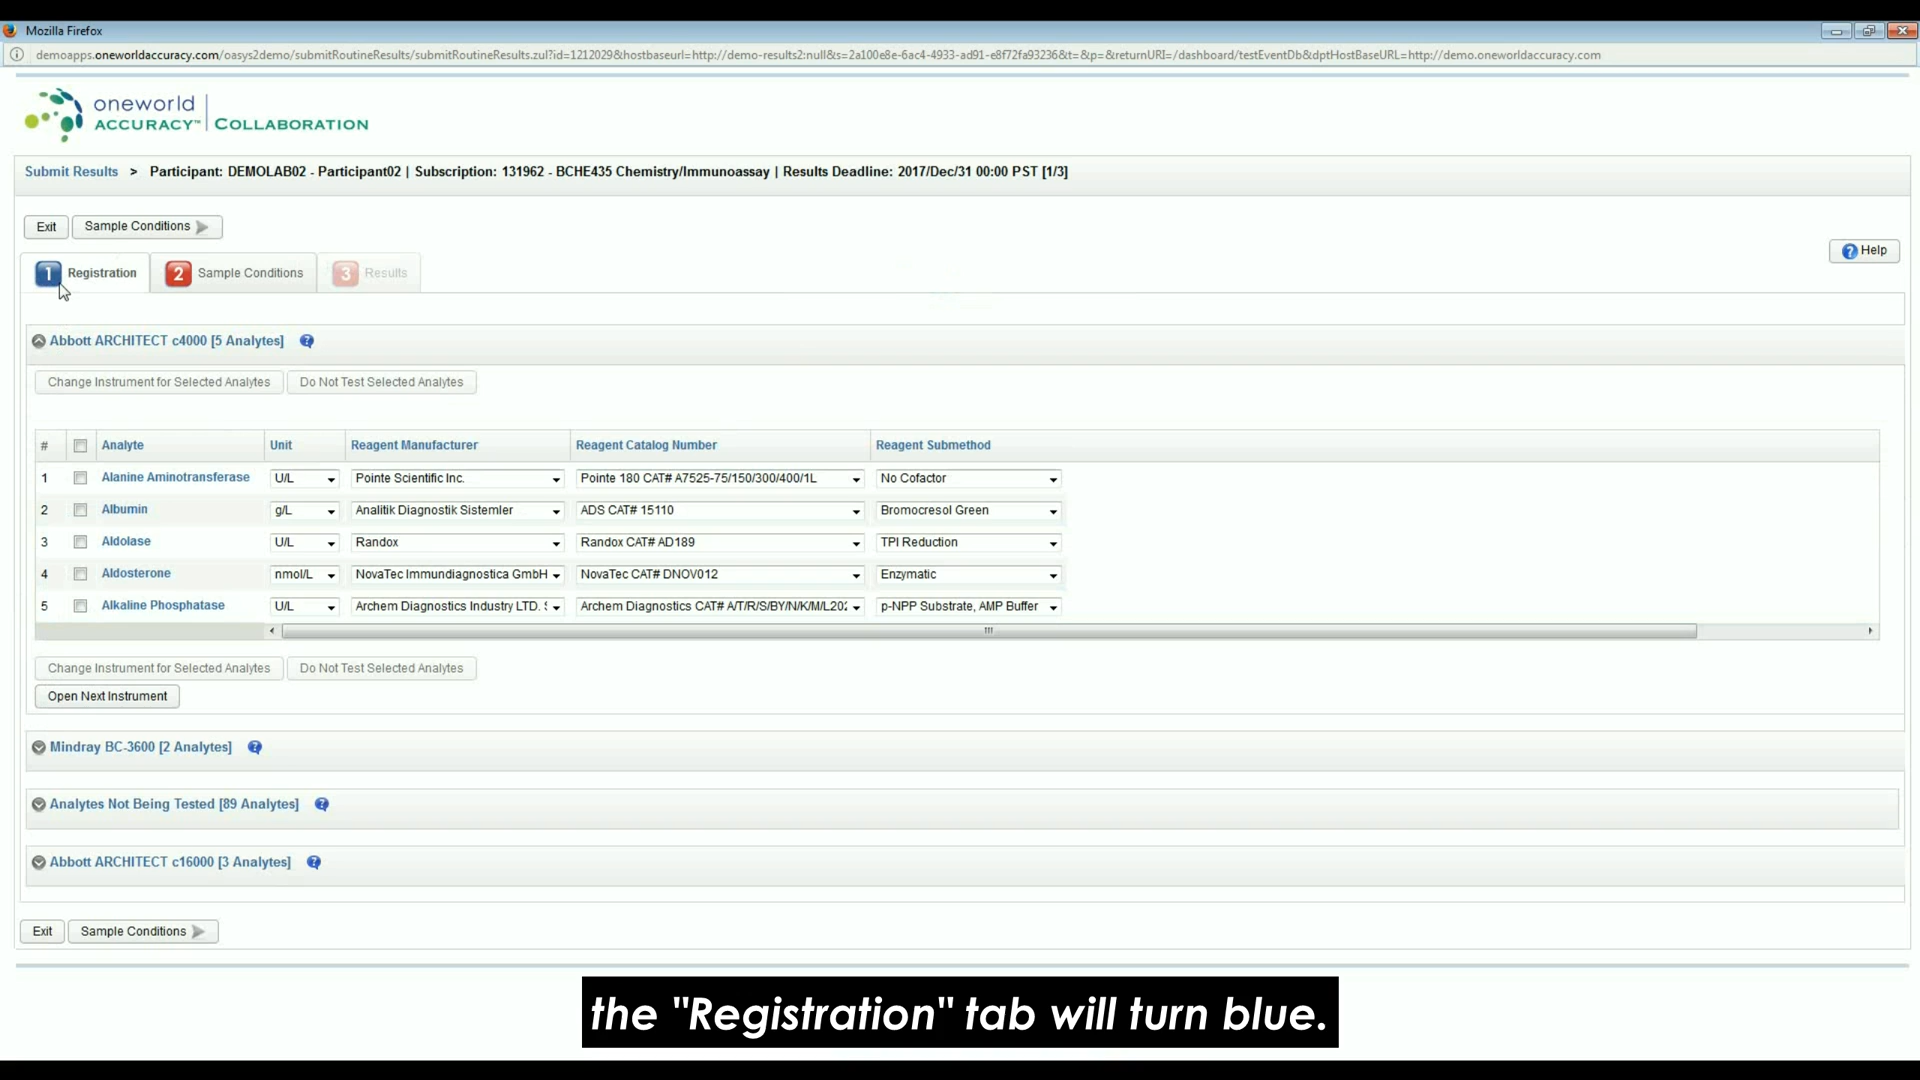 Mozilla Firefox
demoapps.oneworldaccuracy.com/oasys2demo/submitRoutineResults/submitRoutineResults.zul?id=1212029&hostbaseurl=http://demo-results2:null&s=2a100e8e-6ac4-4933-ad91-e8f72fa93236&t=&p=&returnURI=/dashboard/testEventDb&dptHostBaseURL=http://demo.oneworldaccuracy.com
oneworld
ACCURACY™ COLLABORATION
Submit Results > Participant: DEMOLAB02 - Participant02 | Subscription: 131962 - BCHE435 Chemistry/Immunoassay | Results Deadline: 2017/Dec/31 00:00 PST [1/3]
Exit Sample Conditions
Help
1 Registration 2 Sample Conditions 3 Results
Abbott ARCHITECT c4000 [5 Analytes]
Change Instrument for Selected Analytes Do Not Test Selected Analytes
# Analyte Unit Reagent Manufacturer Reagent Catalog Number Reagent Submethod
1 Alanine Aminotransferase U/L Pointe Scientific Inc. Pointe 180 CAT# A7525-75/150/300/400/1L No Cofactor
2 Albumin g/L Analitik Diagnostik Sistemler ADS CAT# 15110 Bromocresol Green
3 Aldolase U/L Randox Randox CAT# AD189 TPI Reduction
4 Aldosterone nmol/L NovaTec Immundiagnostica GmbH NovaTec CAT# DNOV012 Enzymatic
5 Alkaline Phosphatase U/L Archem Diagnostics Industry LTD. Archem Diagnostics CAT# A/T/R/S/BY/N/K/M/L202 p-NPP Substrate, AMP Buffer
Change Instrument for Selected Analytes Do Not Test Selected Analytes
Open Next Instrument
Mindray BC-3600 [2 Analytes]
Analytes Not Being Tested [89 Analytes]
Abbott ARCHITECT c16000 [3 Analytes]
Exit Sample Conditions
the "Registration" tab will turn blue.